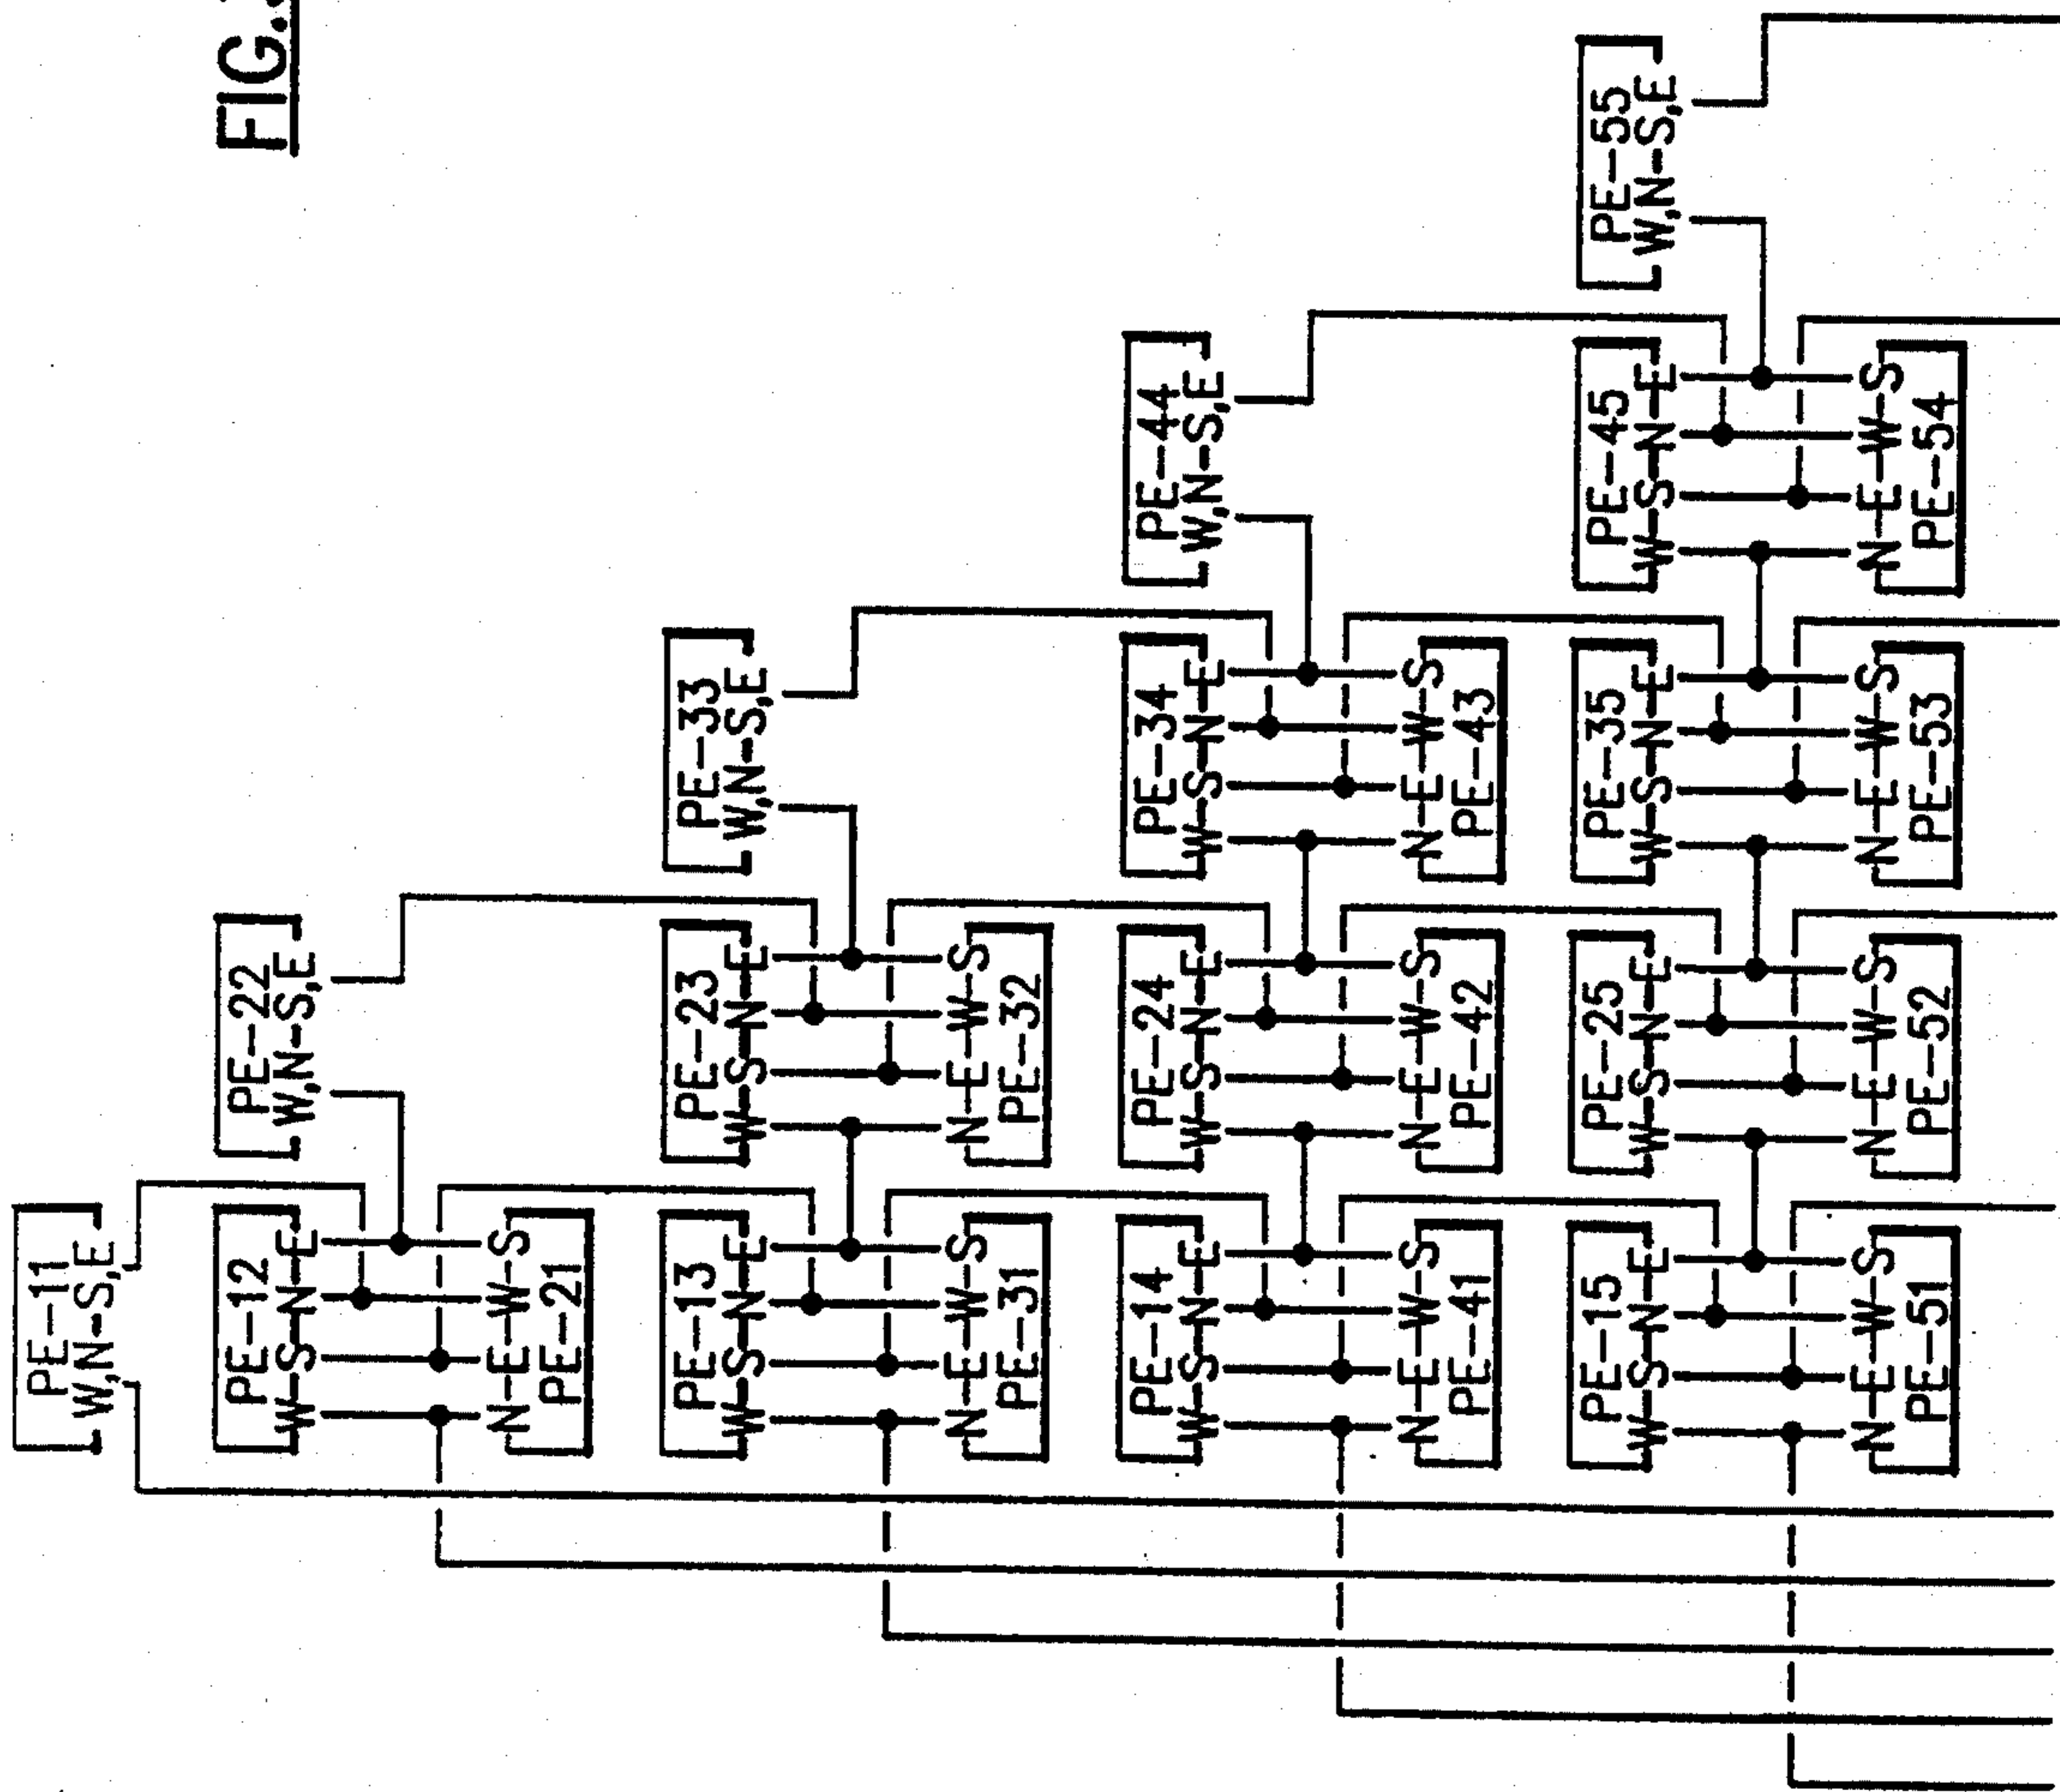 FIG.
PE-11
W,N-S,E
PE-22
W,N-S,E
PE-12
W-S-N-E
N-E-W-S
PE-21
PE-33
W,N-S,E
PE-23
W-S-N-E
N-E-W-S
PE-32
PE-13
W-S-N-E
N-E-W-S
PE-31
PE-44
W,N-S,E
PE-34
W-S-N-E
N-E-W-S
PE-43
PE-24
W-S-N-E
N-E-W-S
PE-42
PE-14
W-S-N-E
N-E-W-S
PE-41
PE-55
W,N-S,E
PE-45
W-S-N-E
N-E-W-S
PE-54
PE-35
W-S-N-E
N-E-W-S
PE-53
PE-25
W-S-N-E
N-E-W-S
PE-52
PE-15
W-S-N-E
N-E-W-S
PE-51